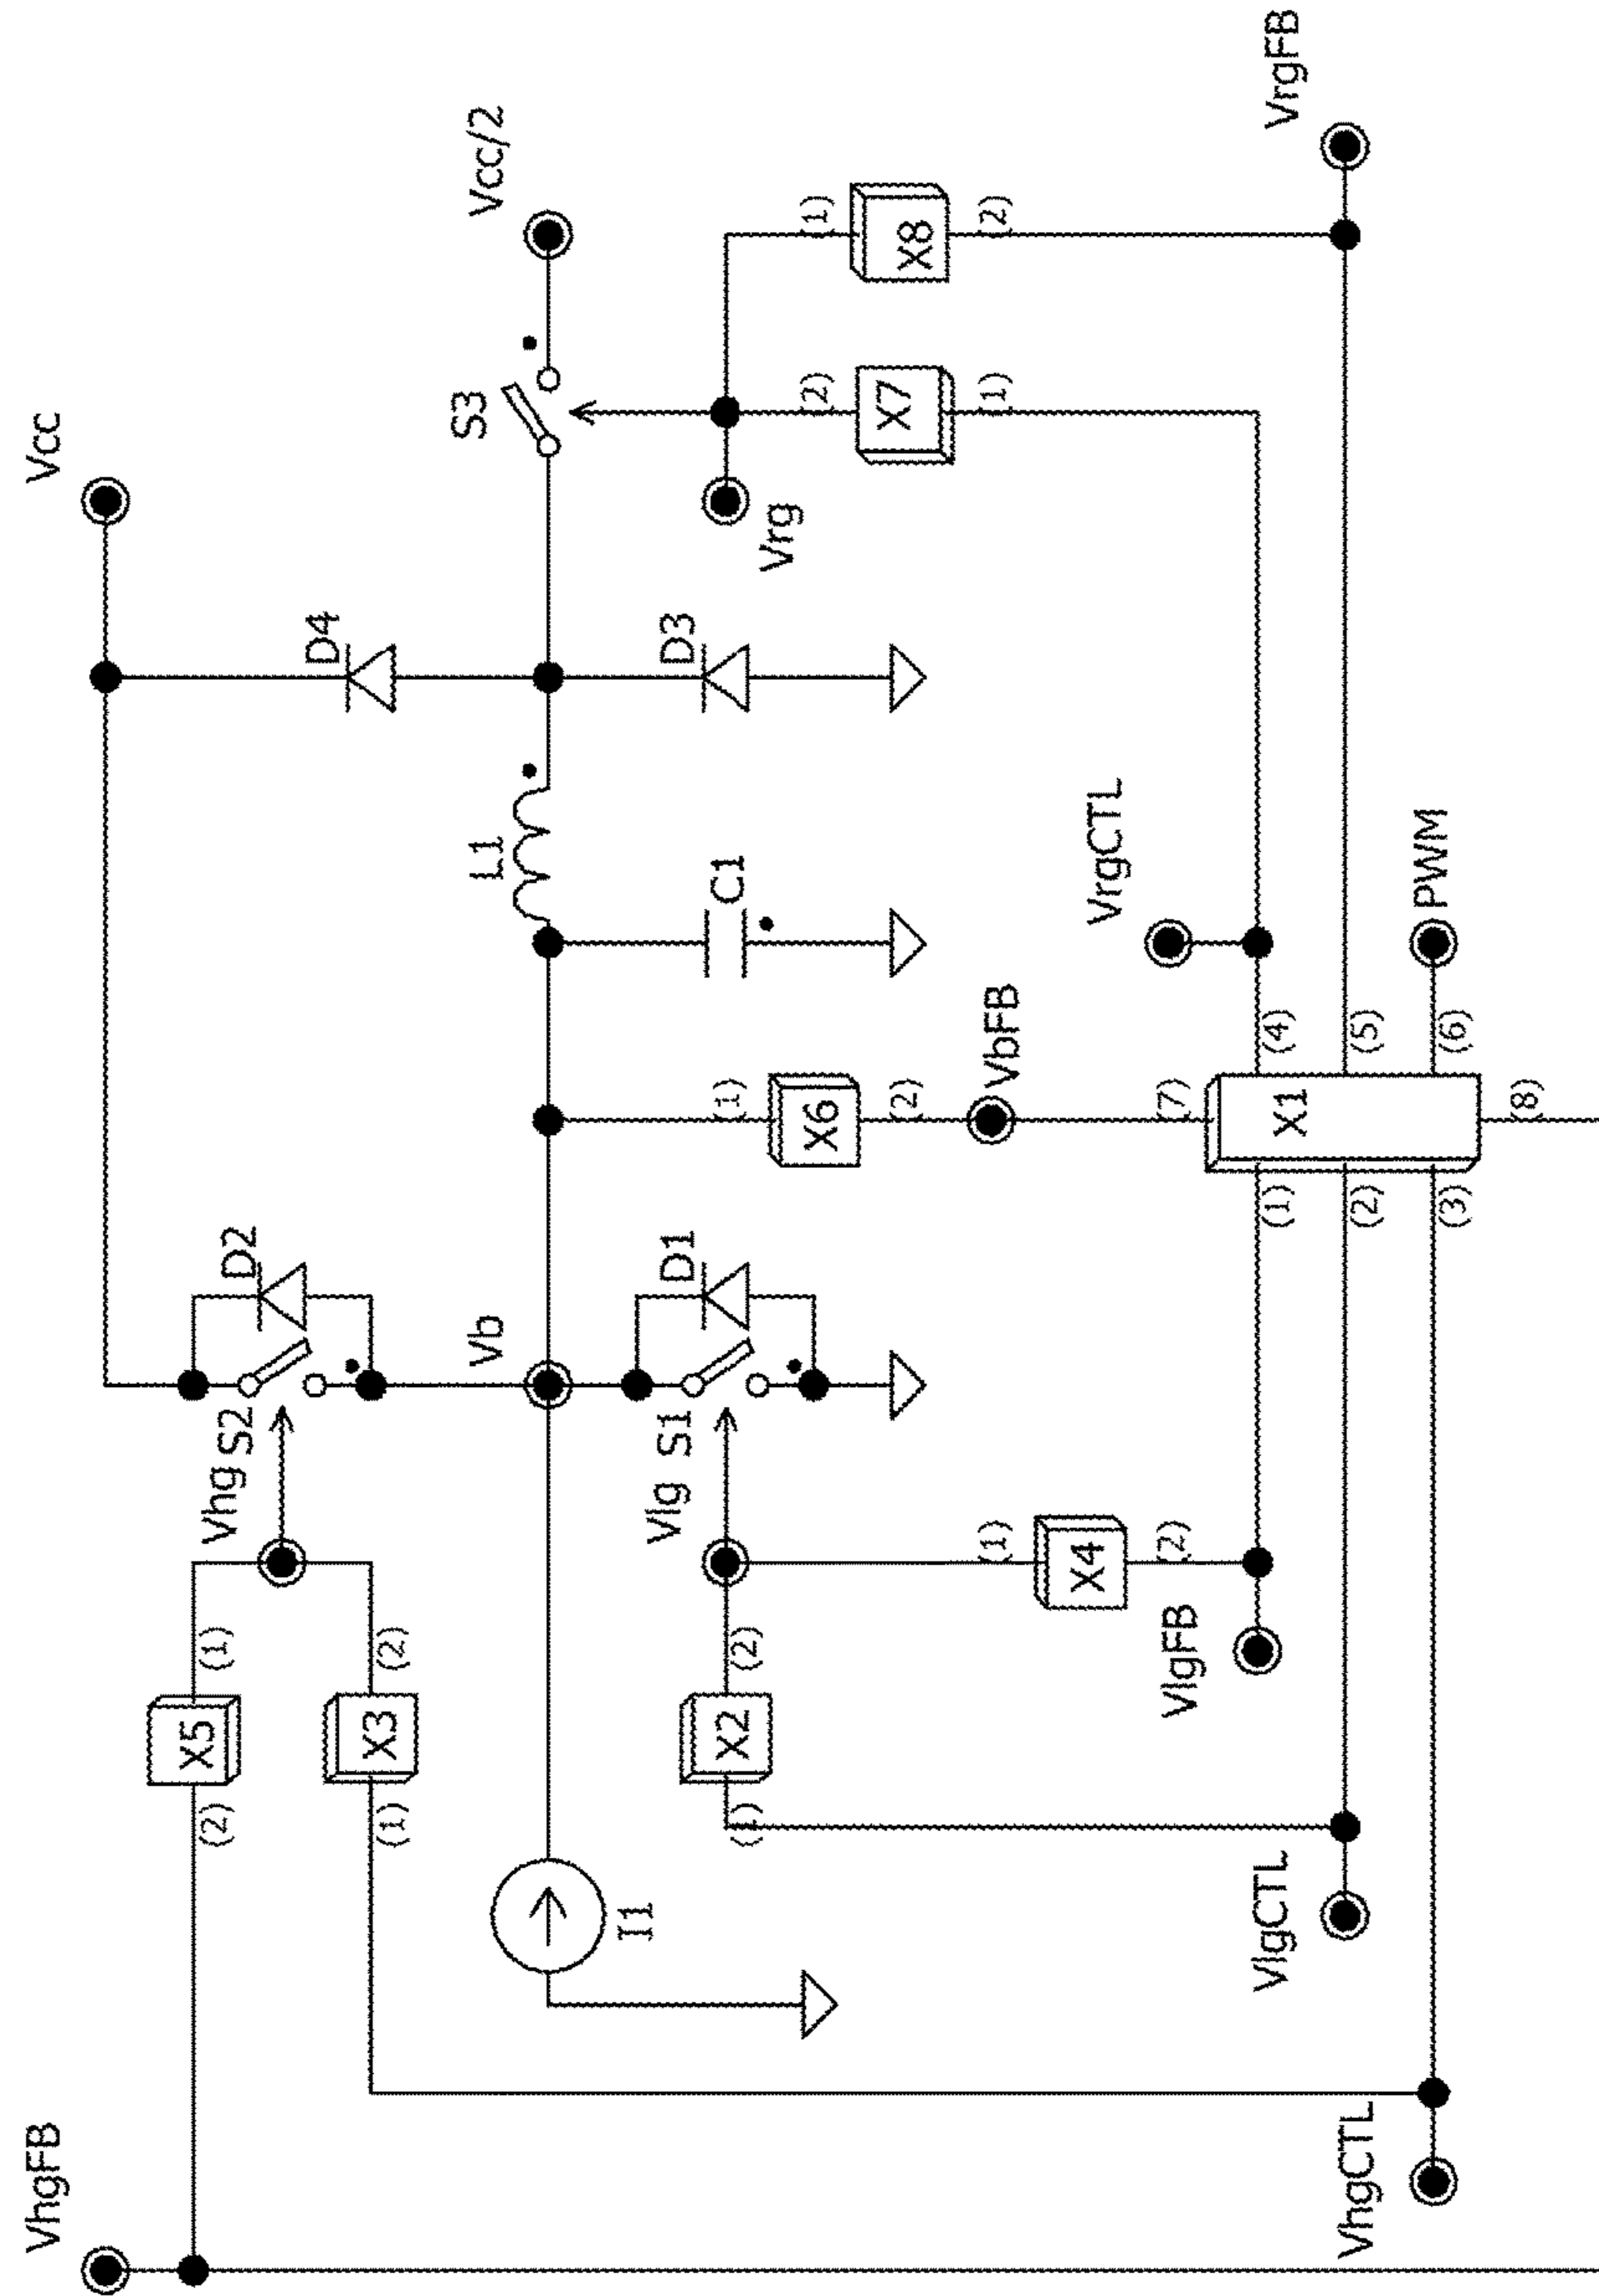 VhgFB
Vcc
(2)
X5
(1)
Vhg
S2
D2
D4
(1)
X3
(2)
Vb
L1
S3
Vcc/2
I1
Vlg
S1
D1
D3
(1)
X2
(2)
(1)
X6
(2)
C1
Vrg
(2)
X7
(1)
(1)
X8
(2)
(1)
X4
(2)
VbFB
VrgCTL
VlgFB
(7)
VlgCTL
(1)
X1
(4)
VrgFB
(2)
(5)
VhgCTL
(3)
(6)
PWM
(8)